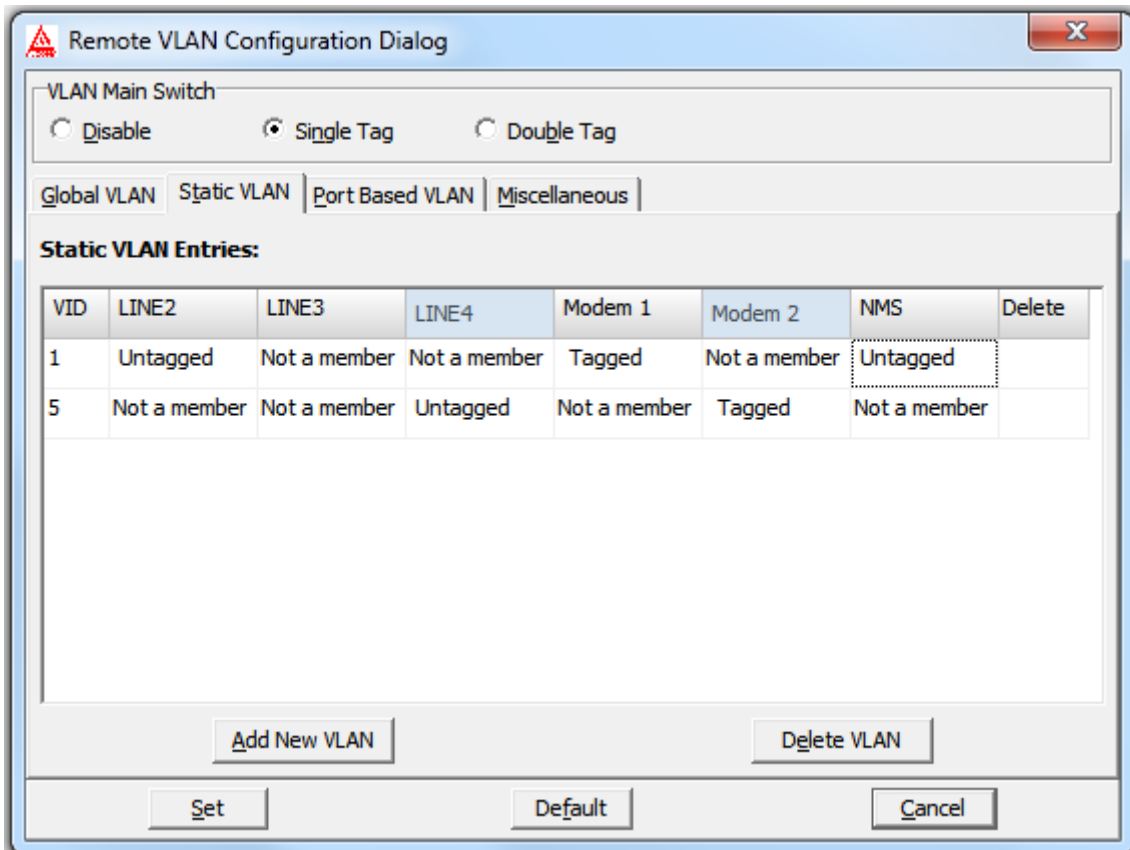 Remote VLAN Configuration Dialog
VLAN Main Switch
Disable Single Tag Double Tag
Global VLAN Static VLAN Port Based VLAN Miscellaneous
Static VLAN Entries:
VID LINE2 LINE3 LINE4 Modem 1 Modem 2 NMS Delete
1 Untagged Not a member Not a member Tagged Not a member Untagged
5 Not a member Not a member Untagged Not a member Tagged Not a member
Add New VLAN Delete VLAN
Set Default Cancel